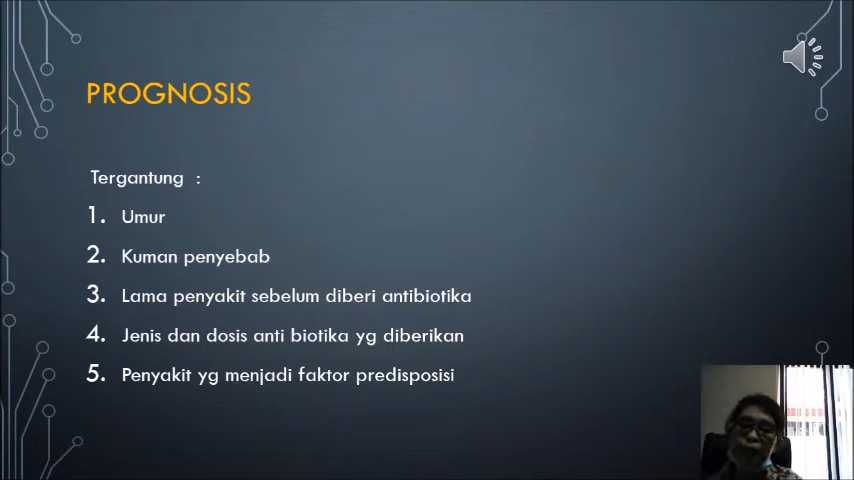 PROGNOSIS
Tergantung :
1. Umur
2. Kuman penyebab
3. Lama penyakit sebelum diberi antibiotika
4. Jenis dan dosis anti biotika yg diberikan
5. Penyakit yg menjadi faktor predisposisi